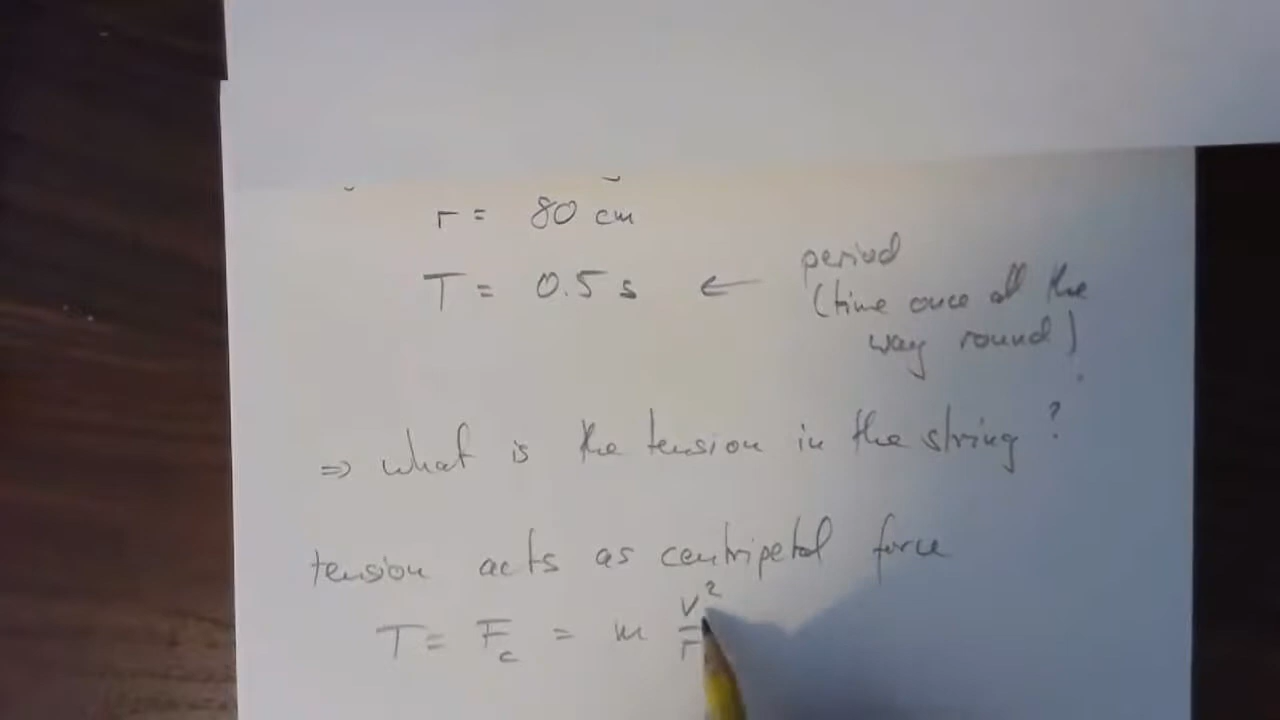 r = 80 cm
T = 0.5 s ← period
(time once all the
way round)
⇒ what is the tension in the string?
tension acts as centripetal force
T = F_c = m v²/r